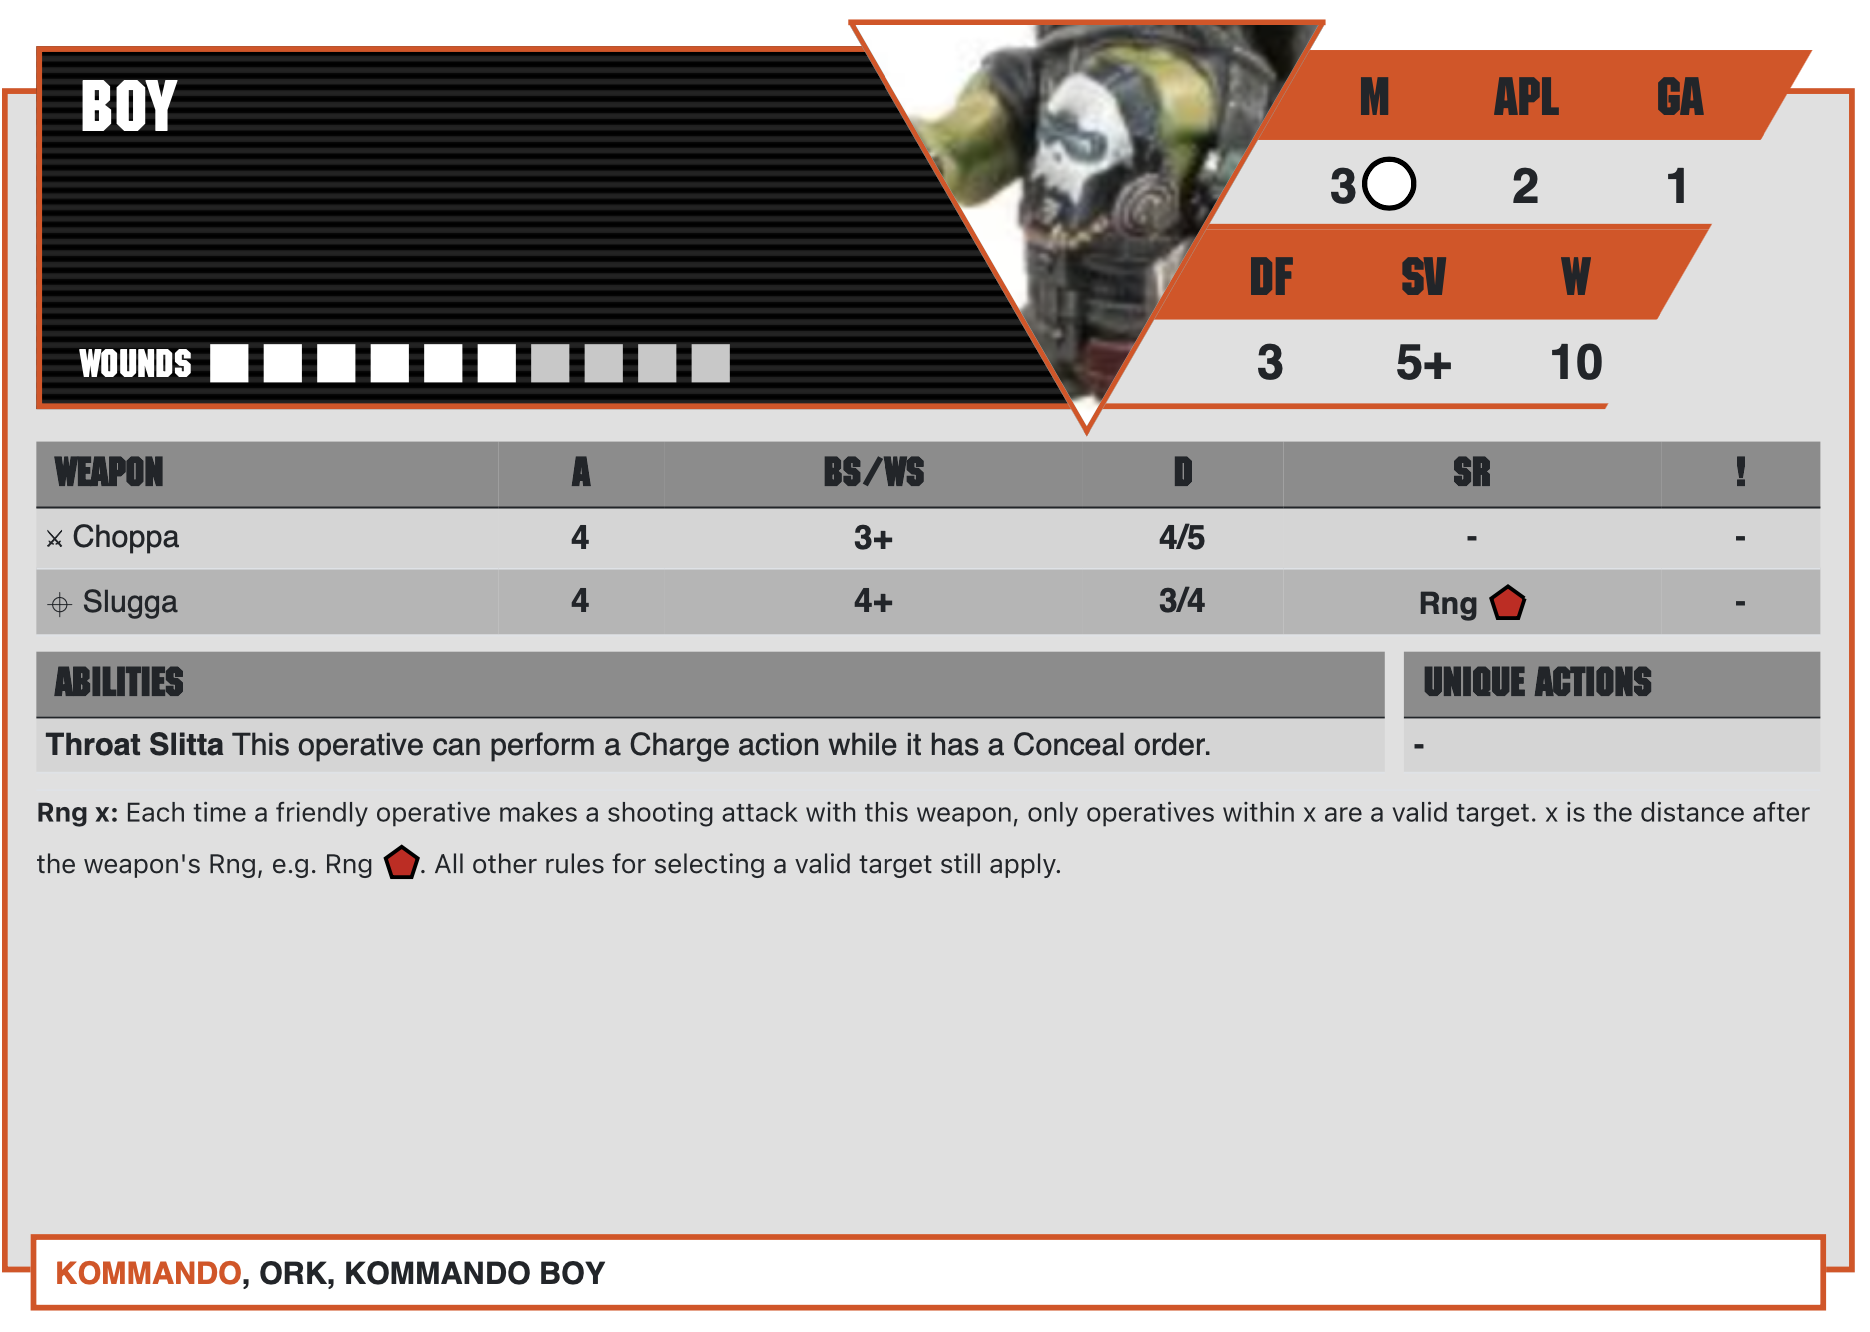 BOY
M APL GA
3 2 1
DF SV W
3 5+ 10
WOUNDS
WEAPON A BS/WS D SR !
Choppa 4 3+ 4/5 - -
Slugga 4 4+ 3/4 Rng -
ABILITIES
Throat Slitta This operative can perform a Charge action while it has a Conceal order.
UNIQUE ACTIONS
-
Rng x: Each time a friendly operative makes a shooting attack with this weapon, only operatives within x are a valid target. x is the distance after
the weapon's Rng, e.g. Rng . All other rules for selecting a valid target still apply.
KOMMANDO, ORK, KOMMANDO BOY